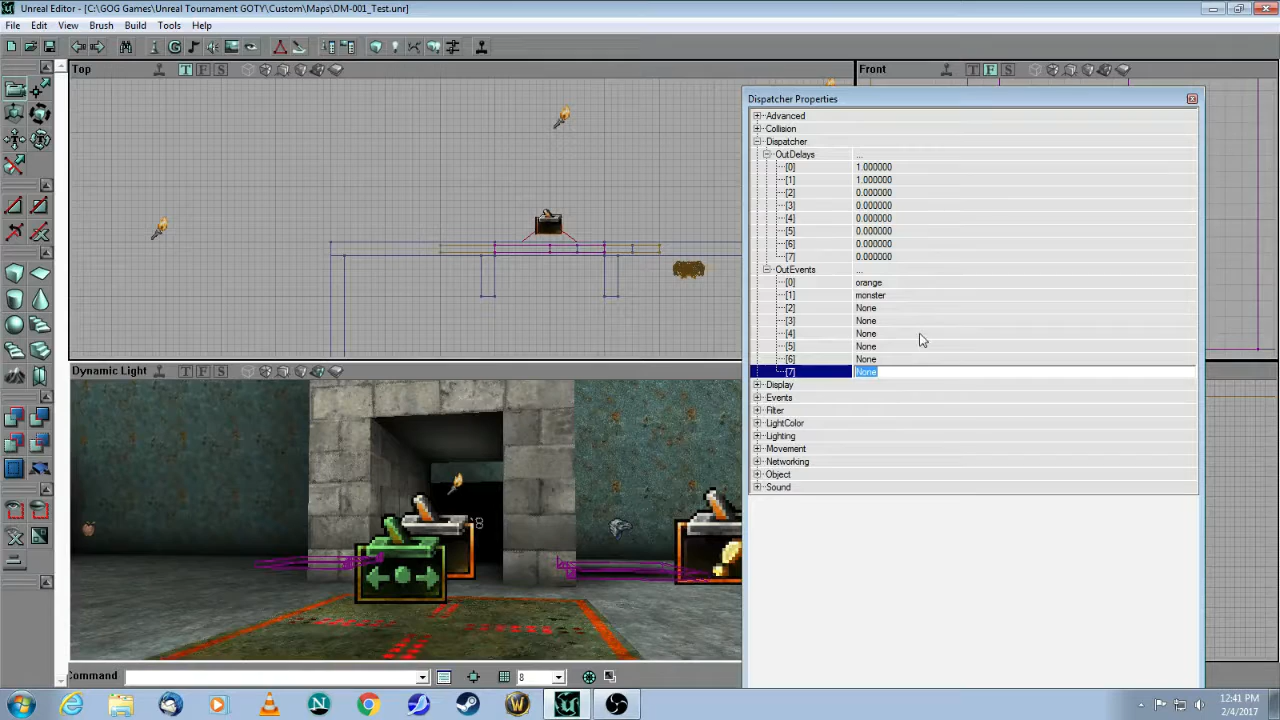 Unreal Editor - [C:\GOG Games\Unreal Tournament GOTY\Custom\Maps\DM-001_Test.unr]
File Edit View Brush Build Tools Help
Top T F S
Front T F S
Dispatcher Properties
Advanced
Collision
Dispatcher
OutDelays ...
[0] 1.000000
[1] 1.000000
[2] 0.000000
[3] 0.000000
[4] 0.000000
[5] 0.000000
[6] 0.000000
[7] 0.000000
OutEvents ...
[0] orange
[1] monster
[2] None
[3] None
[4] None
[5] None
[6] None
[7] None
Display
Events
Filter
LightColor
Lighting
Movement
Networking
Object
Sound
Dynamic Light T F S
Command 8
12:41 PM
2/4/2017